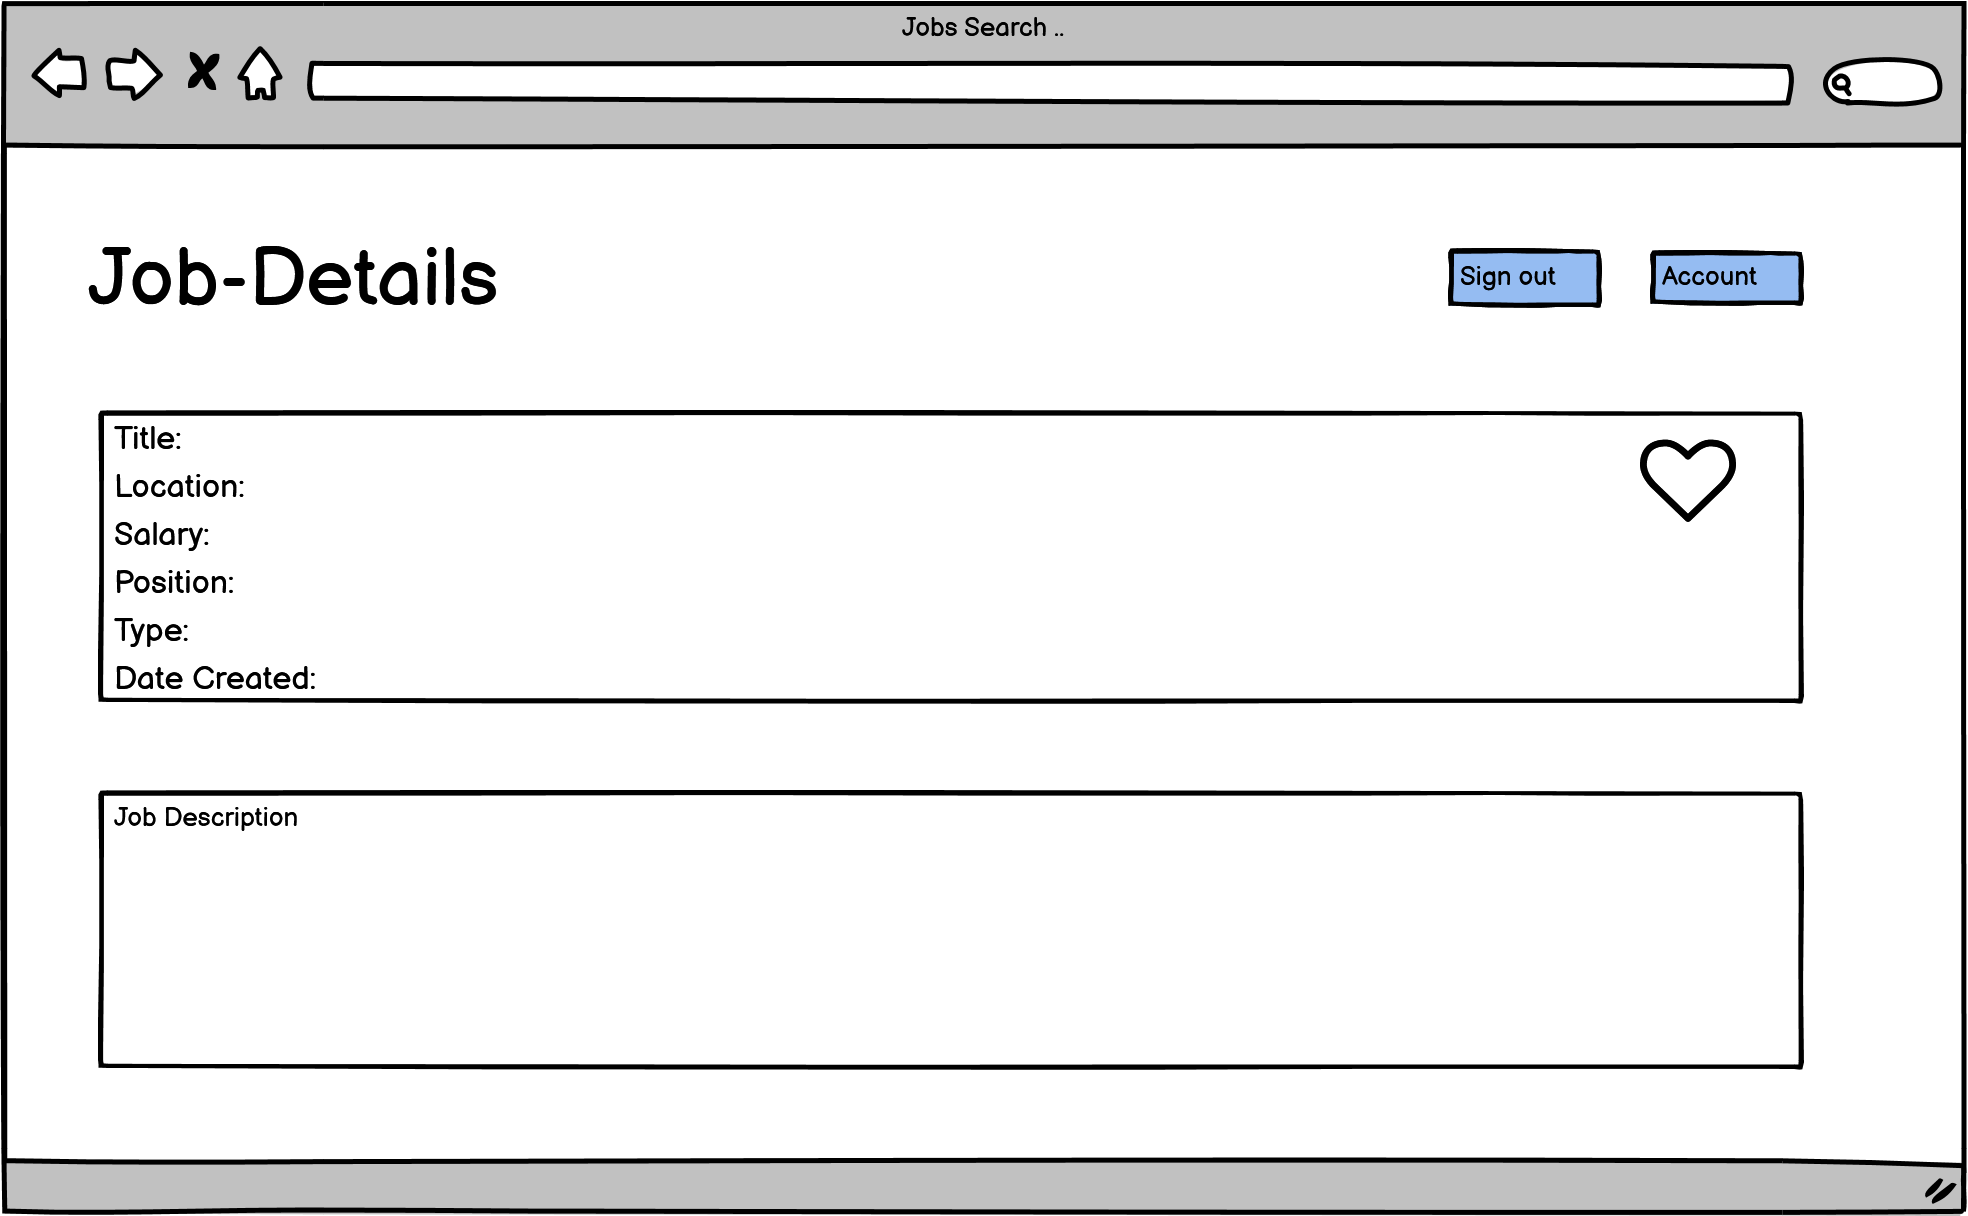 Jobs Search ..
Job-Details
Sign out
Account
Title:
Location:
Salary:
Position:
Type:
Date Created:
Job Description